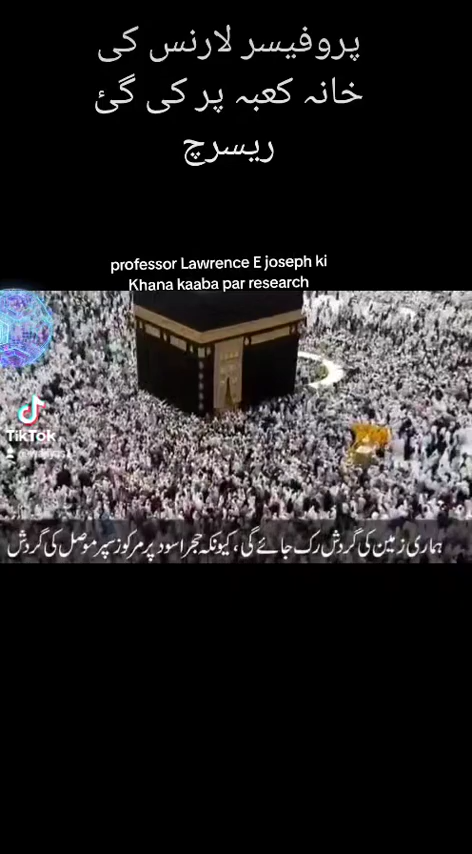 پروفیسر لارنس کی
خانہ کعبہ پر کی گئ
ریسرچ
professor Lawrence E joseph ki
Khana kaaba par research
TikTok
ہماری زمین کی گردش رک جائے گی، کیونکہ حجر اسود پر مرکوز سپر موصل کی گردش